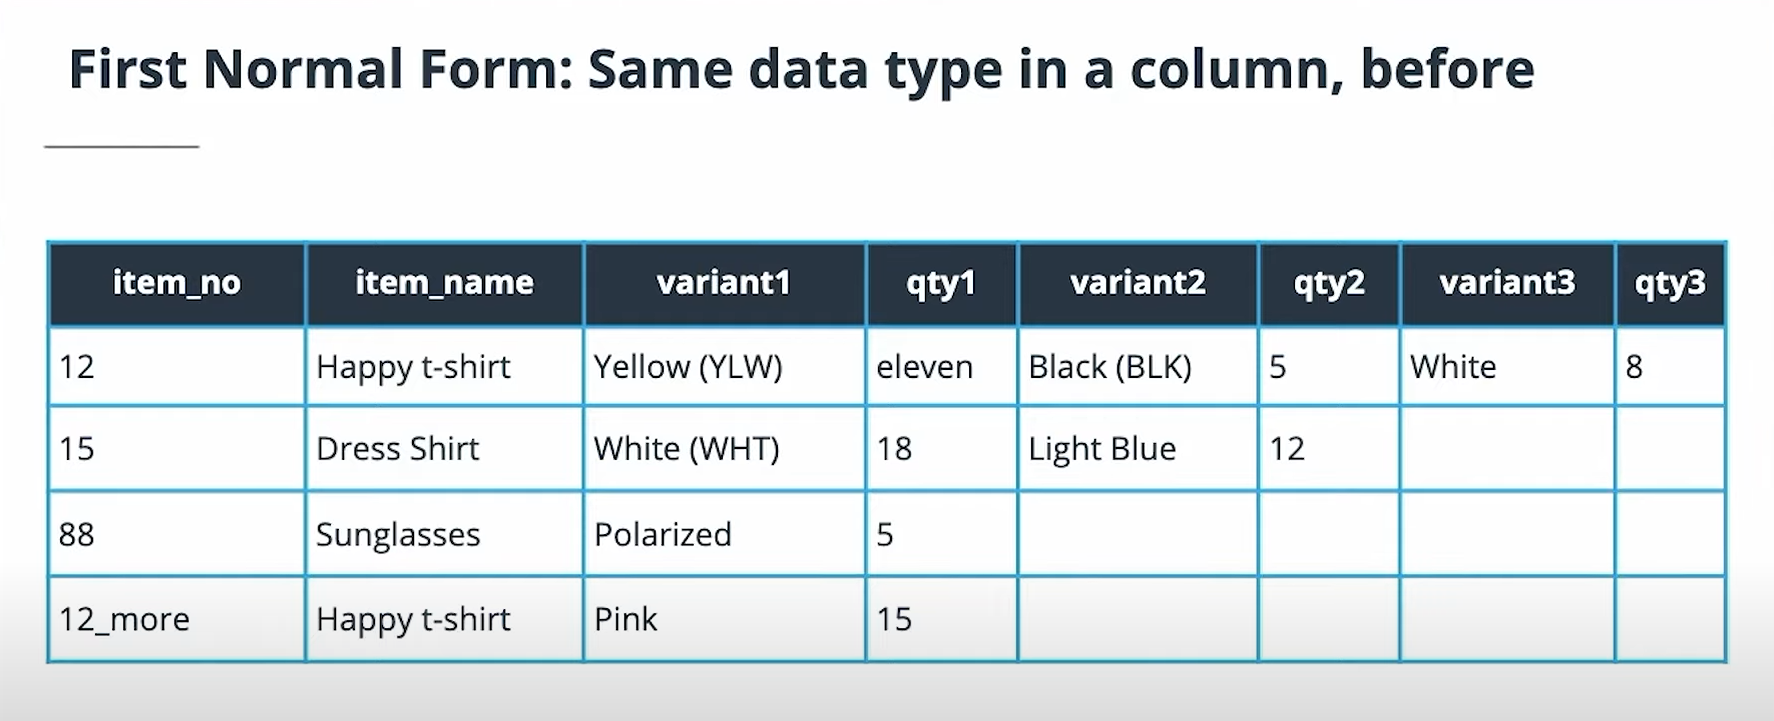 First Normal Form: Same data type in a column, before
item_no item_name variant1 qty1 variant2 qty2 variant3 qty3
12 Happy t-shirt Yellow (YLW) eleven Black (BLK) 5 White 8
15 Dress Shirt White (WHT) 18 Light Blue 12
88 Sunglasses Polarized 5
12_more Happy t-shirt Pink 15